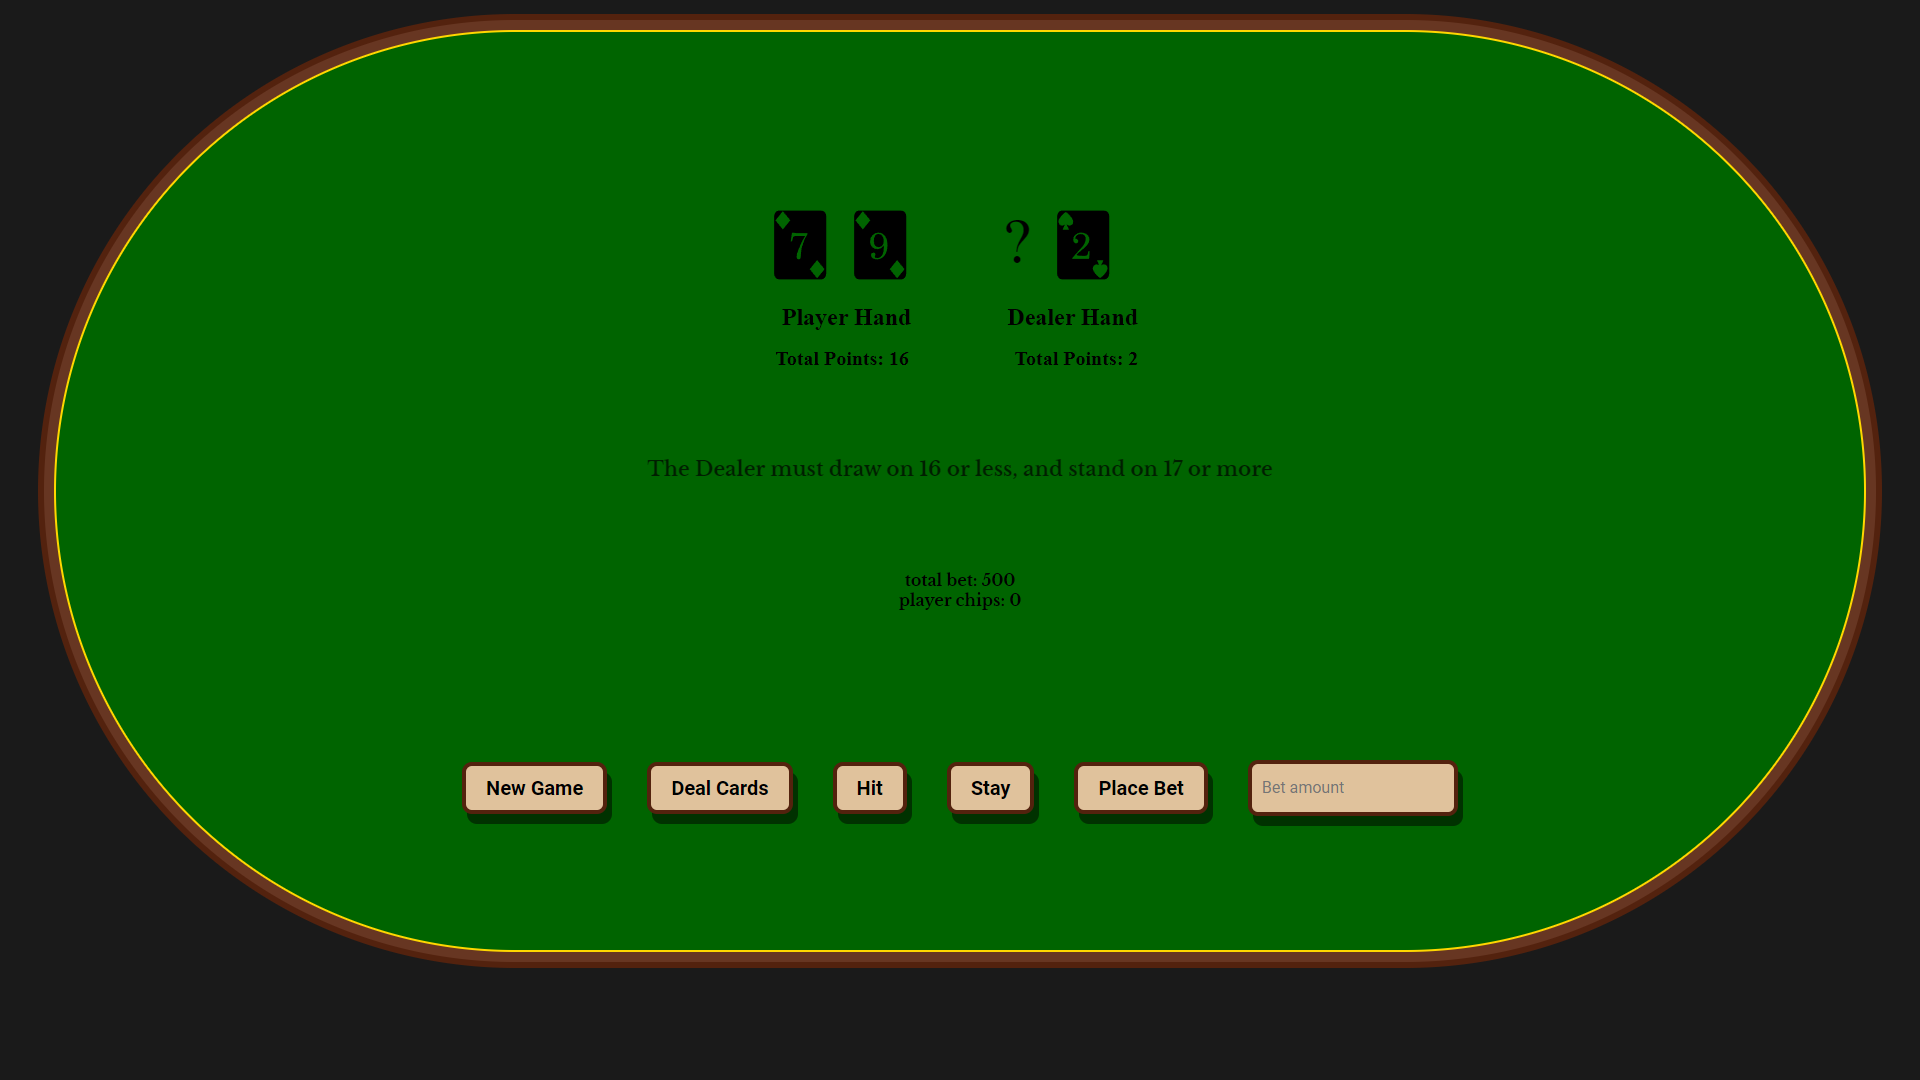 7 9 ? 2
Player Hand Dealer Hand
Total Points: 16 Total Points: 2
The Dealer must draw on 16 or less, and stand on 17 or more
total bet: 500
player chips: 0
New Game Deal Cards Hit Stay Place Bet Bet amount